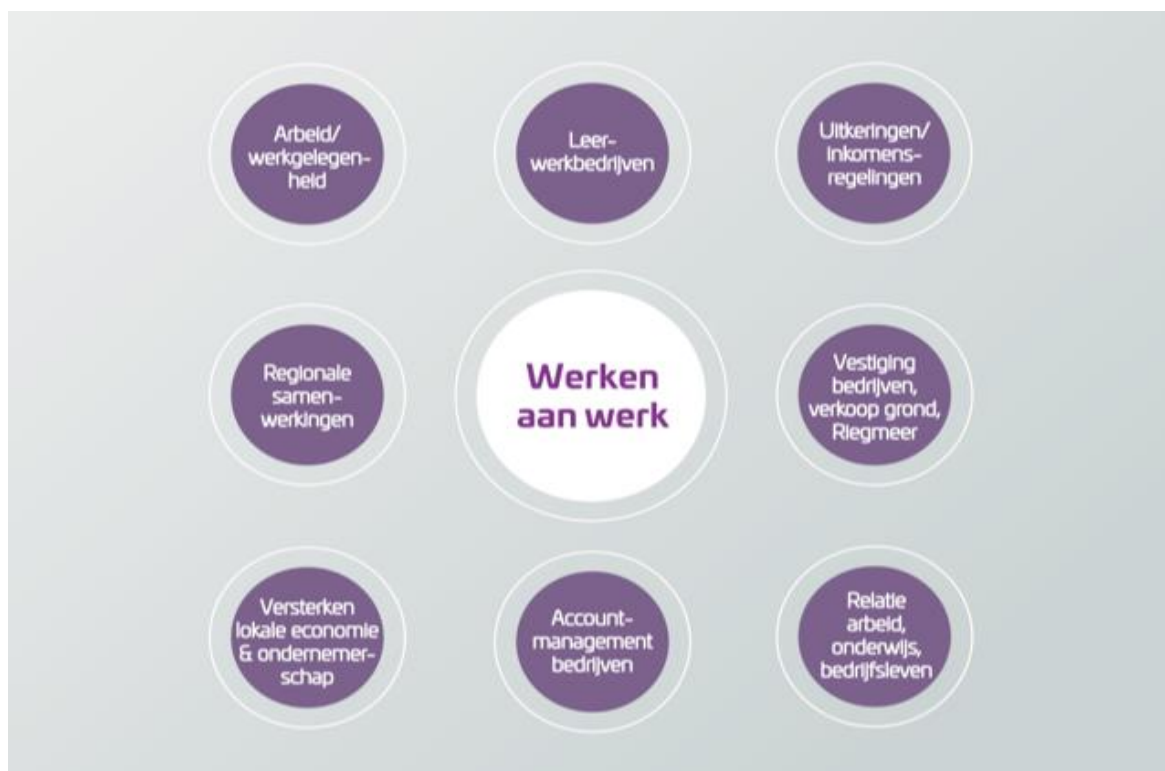 Arbeid/
werkgelegen-
heid
Leer-
werkbedrijven
Uitkeringen/
inkomens-
regelingen
Regionale
samen-
werkingen
Werken
aan werk
Vestiging
bedrijven,
verkoop grond,
Riegmeer
Versterken
lokale economie
& ondernemer-
schap
Account-
management
bedrijven
Relatie
arbeid,
onderwijs,
bedrijfsleven